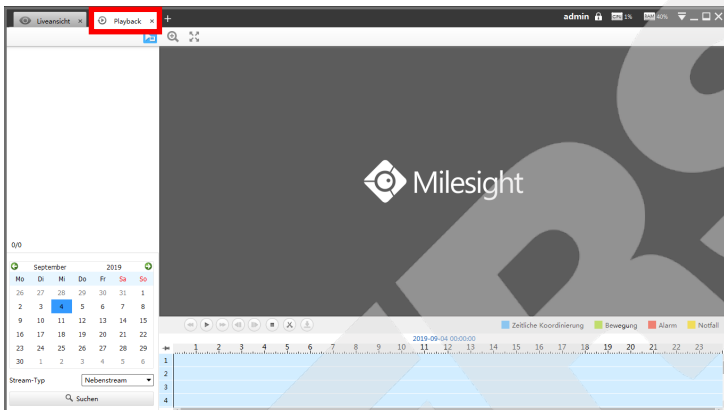 Liveansicht × Playback × +
admin CPU 1% RAM 40%
Milesight
0/0
September 2019
Mo Di Mi Do Fr Sa So
26 27 28 29 30 31 1
2 3 4 5 6 7 8
9 10 11 12 13 14 15
16 17 18 19 20 21 22
23 24 25 26 27 28 29
30 1 2 3 4 5 6
Stream-Typ Nebenstream
Suchen
Zeitliche Koordinierung Bewegung Alarm Notfall
2019-09-04 00:00:00
1 2 3 4 5 6 7 8 9 10 11 12 13 14 15 16 17 18 19 20 21 22 23
1
2
3
4